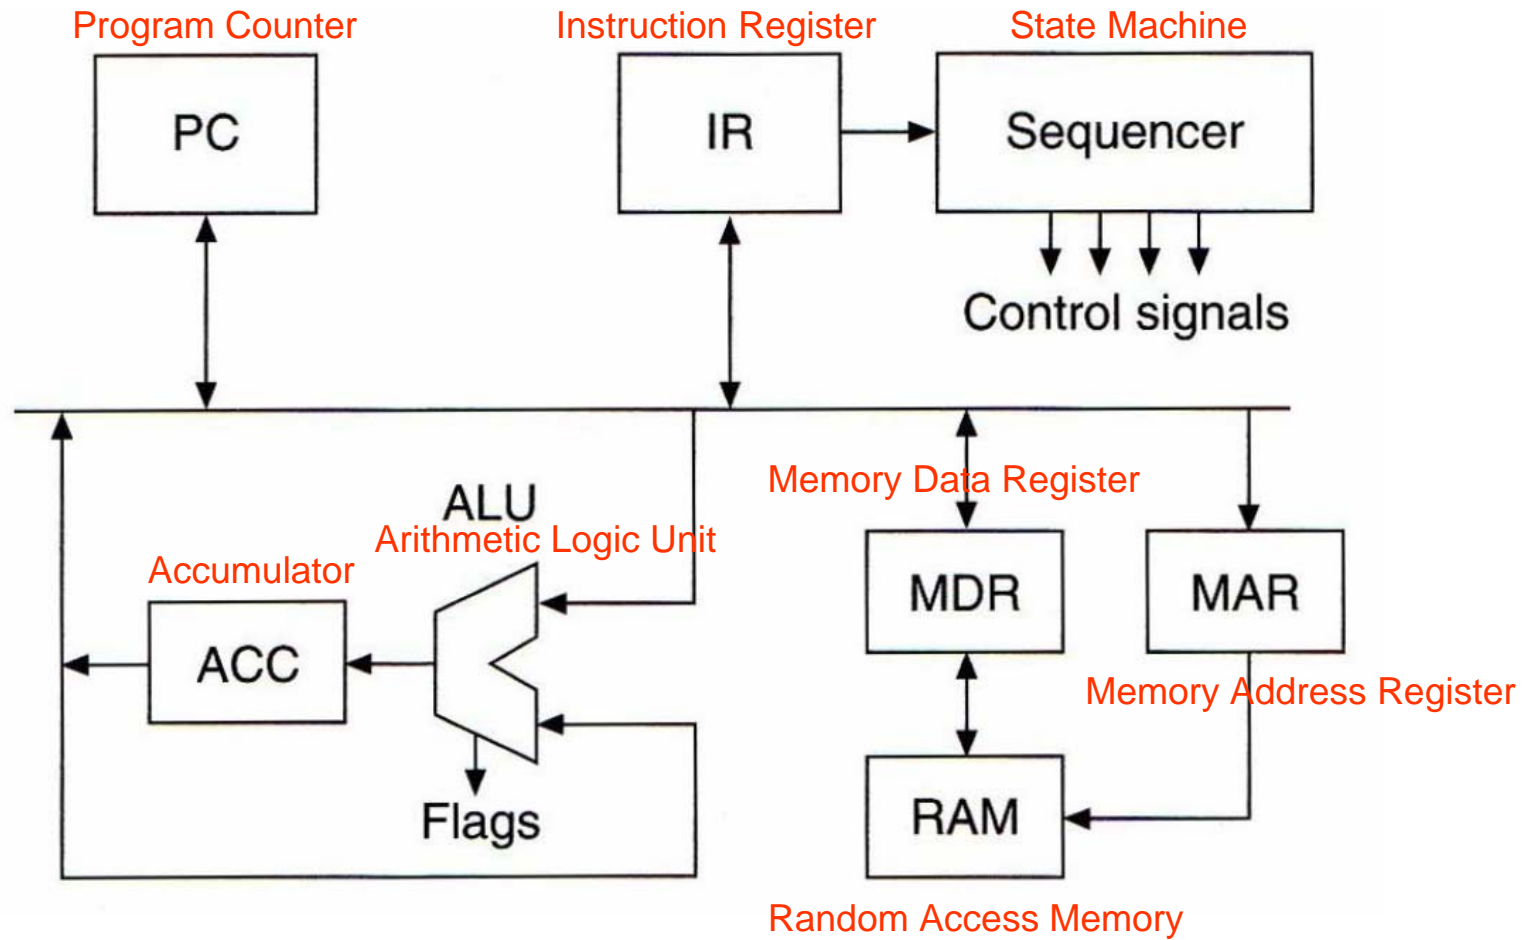 Program Counter
Instruction Register
State Machine
PC
IR
Sequencer
Control signals
ALU
Arithmetic Logic Unit
Memory Data Register
Accumulator
ACC
MDR
MAR
Memory Address Register
Flags
RAM
Random Access Memory